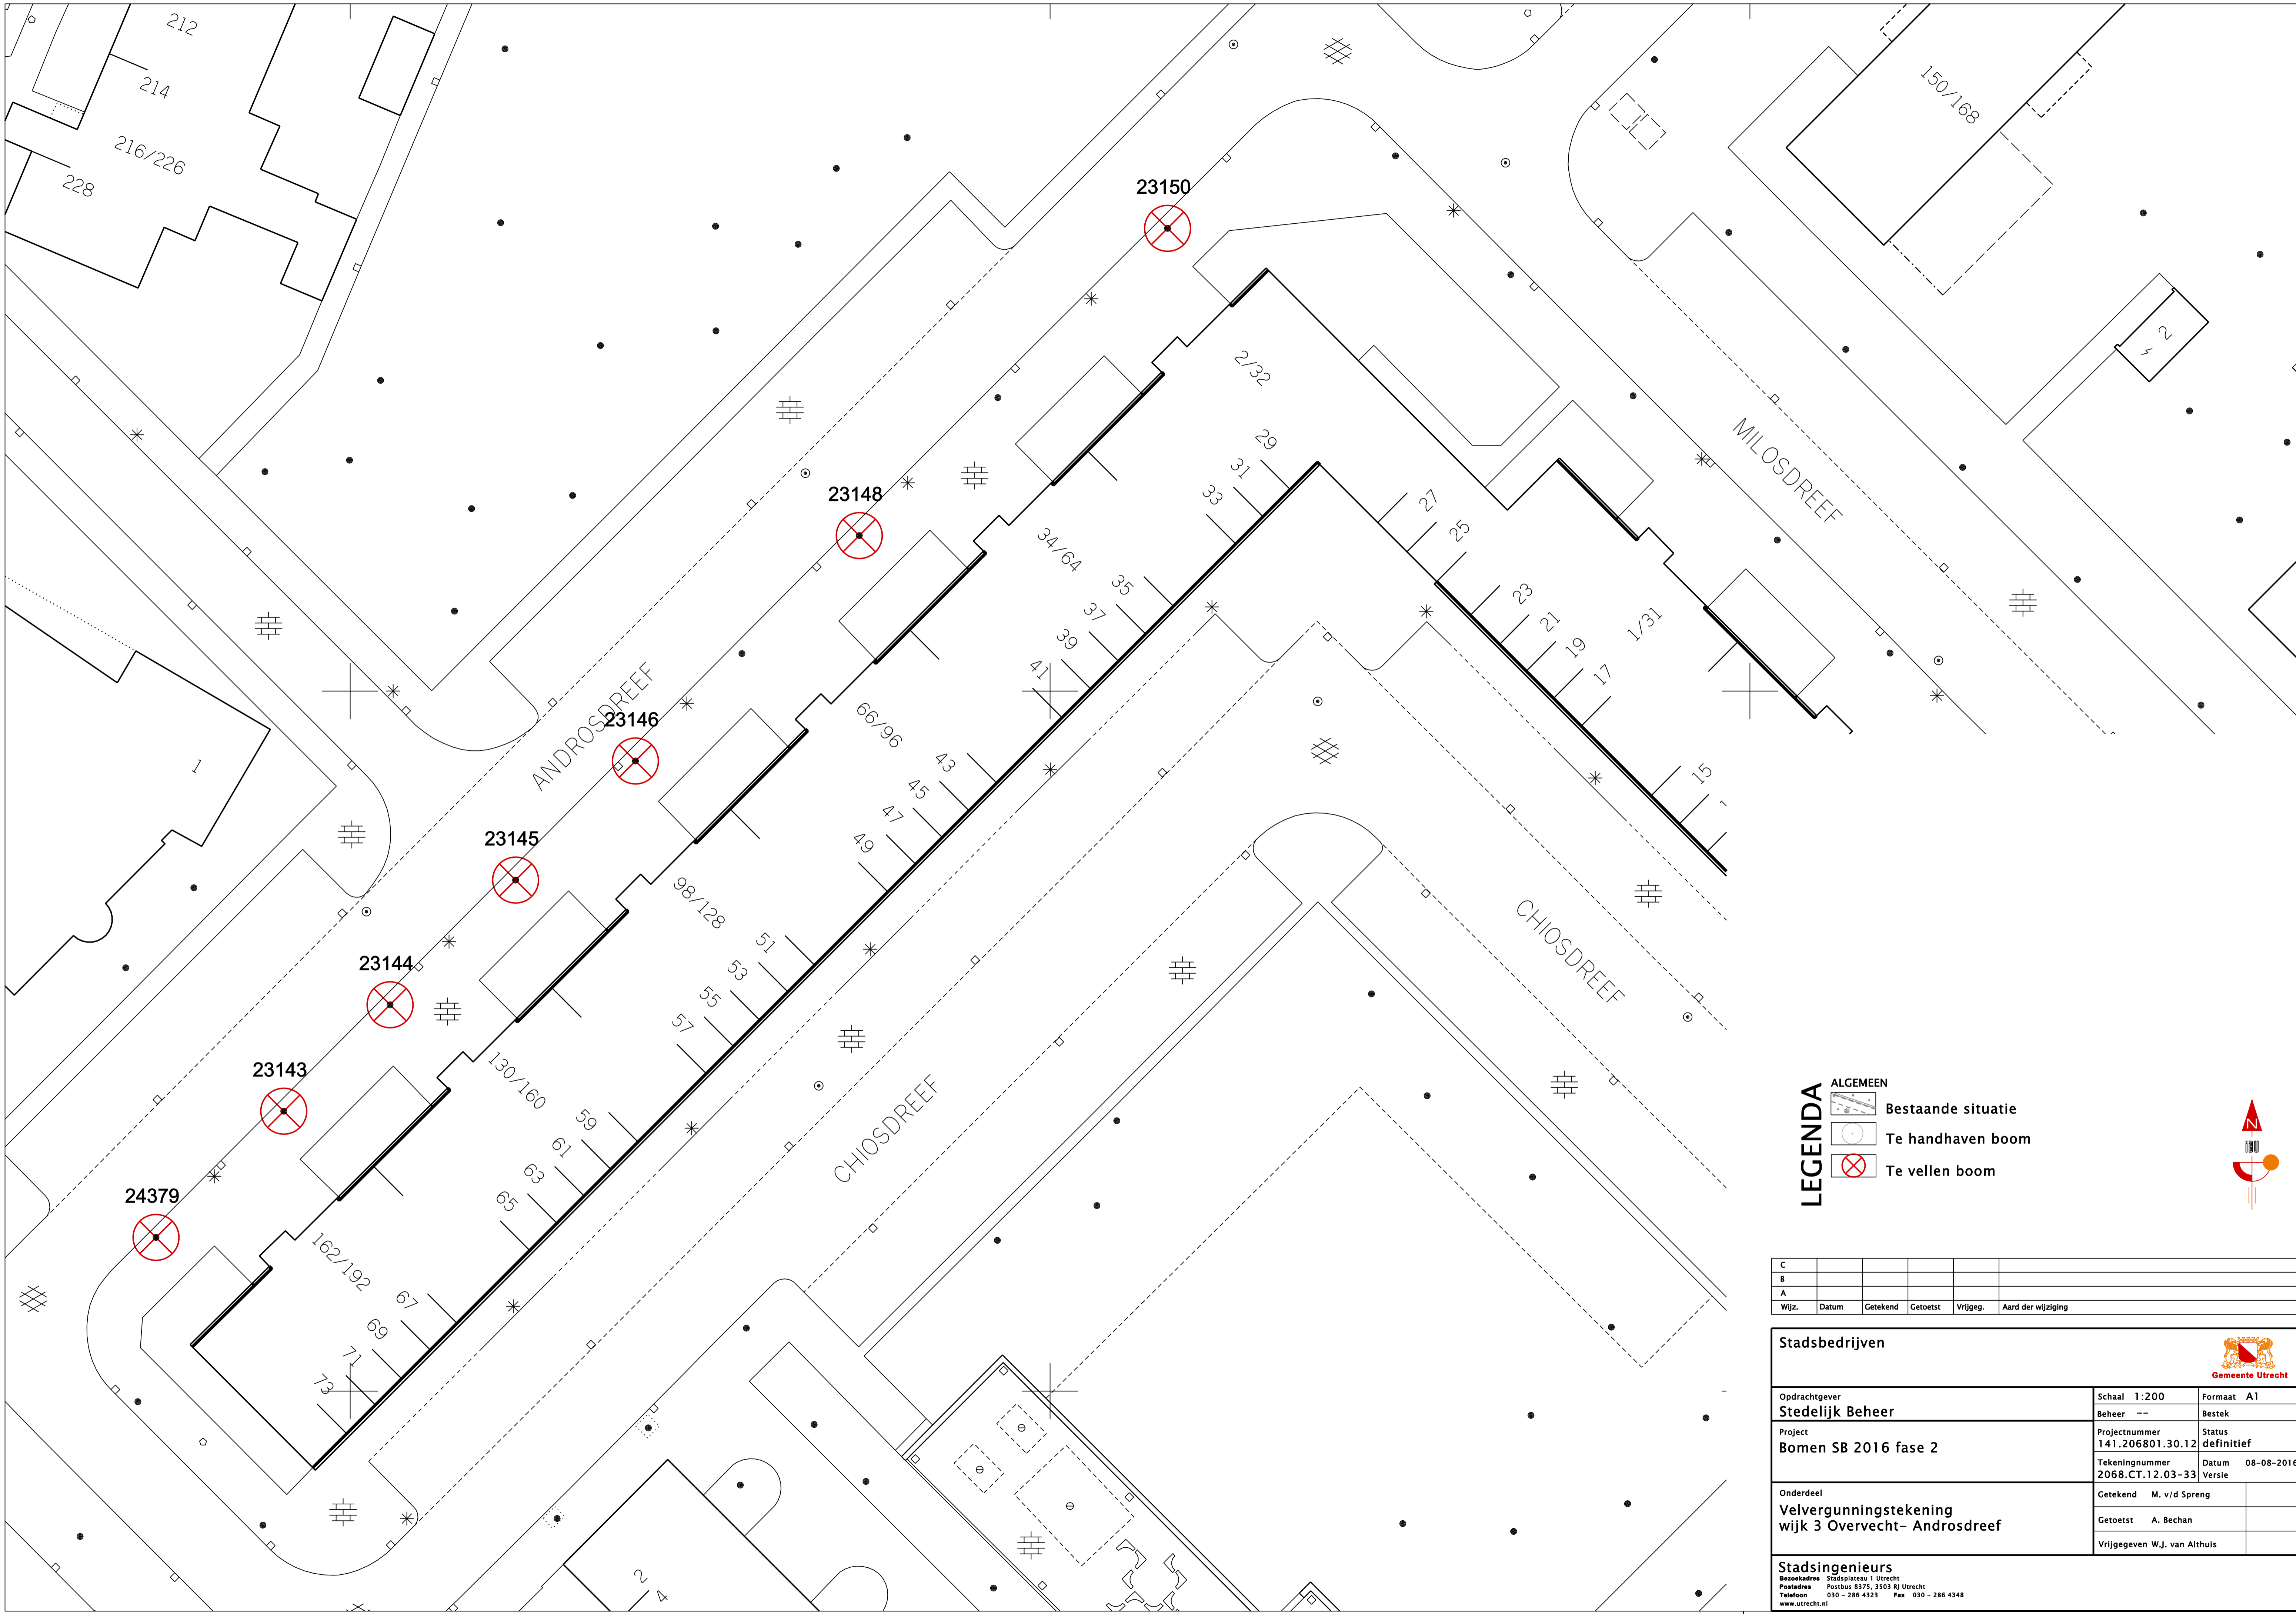 212
214
216/226
228
150/168
23150
2
2/32
MILOSDREEF
29
31
33
27
25
23148
34/64
35
37
39
41
23
21
19
17
1/31
15
ANDROSDREEF
23146
66/96
43
45
47
49
1
23145
98/128
51
53
55
57
CHIOSDREEF
23144
23143
130/160
59
61
63
65
CHIOSDREEF
24379
162/192
67
69
71
73
2
4
LEGENDA
ALGEMEEN
Bestaande situatie
Te handhaven boom
Te vellen boom
N
IBU
C
B
A
Wijz. Datum Getekend Getoetst Vrijgeg. Aard der wijziging
Stadsbedrijven
Gemeente Utrecht
Opdrachtgever
Stedelijk Beheer
Schaal 1:200 Formaat A1
Beheer -- Bestek
Project
Bomen SB 2016 fase 2
Projectnummer
141.206801.30.12
Status
definitief
Tekeningnummer
2068.CT.12.03-33
Datum 08-08-2016
Versie
Onderdeel
Velvergunningstekening
wijk 3 Overvecht- Androsdreef
Getekend M. v/d Spreng
Getoetst A. Bechan
Vrijgegeven W.J. van Althuis
Stadsingenieurs
Bezoekadres Stadsplateau 1 Utrecht
Postadres Postbus 8375, 3503 RJ Utrecht
Telefoon 030 - 286 4323 Fax 030 - 286 4348
www.utrecht.nl